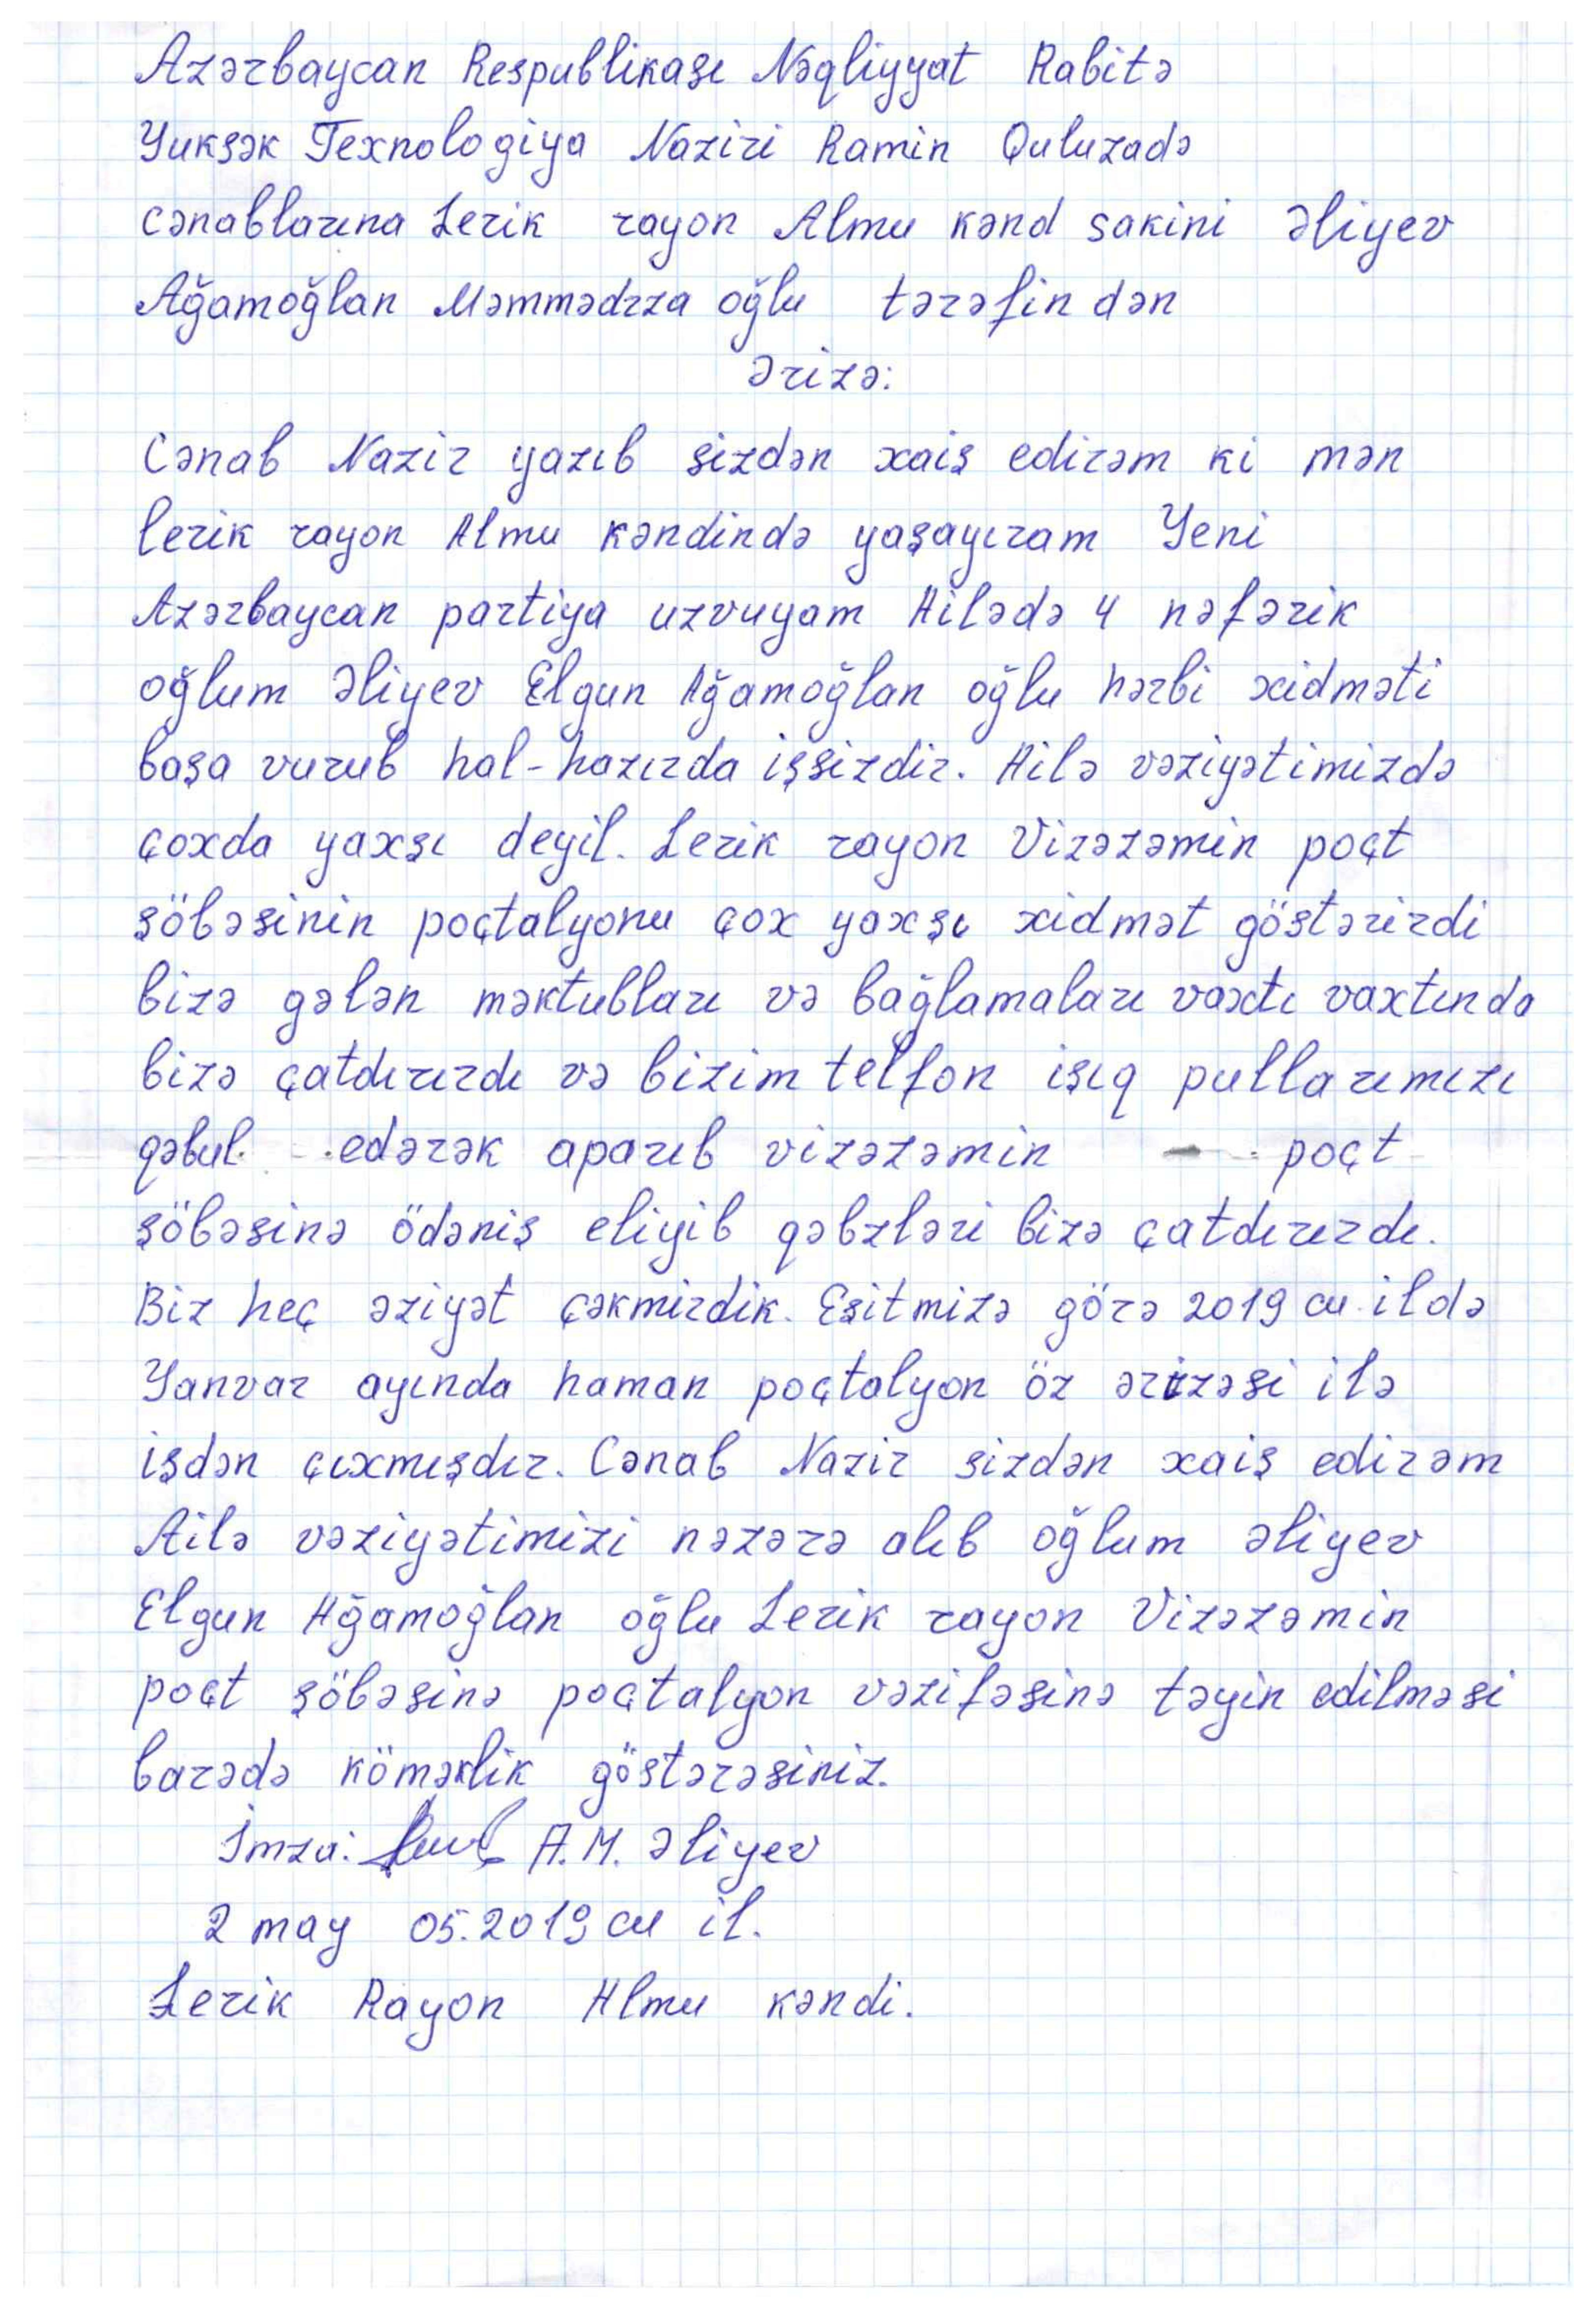 Azərbaycan Respublikası Nəqliyyat Rabitə
Yuksək Texnologiya Naziri Ramin Quluzadə
cənablarına Lerik rayon Almu kənd sakini Əliyev
Ağamoğlan Məmmədrza oğlu tərəfin dən
Ərizə:
Cənab Nazir yazıb sizdən xais edirəm ki mən
lerik rayon Almu kəndində yaşayıram Yeni
Azərbaycan partiya uzvuyam Ailədə 4 nəfərik
oğlum Əliyev Elgun Ağamoğlan oğlu hərbi xidməti
başa vurub hal-hazırda işsizdir. Ailə vəziyətimizdə
çoxda yaxşı deyil. Lerik rayon Vizəzəmin poçt
şöbəsinin poçtalyonu çox yaxşı xidmət göstərirdi
bizə gələn məktubları və bağlamaları vaxtı vaxtında
bizə çatdırırdı və bizim telfon işıq pullarımızı
qəbul edərək aparıb vizəzəmin poçt
şöbəsinə ödəniş eliyib qəbzləri bizə çatdırırdı.
Biz heç əziyət çəkmirdik. Eşitmizə görə 2019 cu ildə
Yanvar ayında haman poçtalyon öz ərizəsi ilə
işdən çıxmışdır. Cənab Nazir sizdən xaiş edirəm
Ailə vəziyətimizi nəzərə alıb oğlum əliyev
Elgun Ağamoğlan oğlu Lerik rayon Vizəzəmin
poçt şöbəsinə poçtalyon vəzifəsinə təyin edilməsi
barədə köməklik göstərəsiniz.
İmza: A.M. Əliyev
2 may 05.2019 cu il.
Lerik Rayon Almu kəndi.